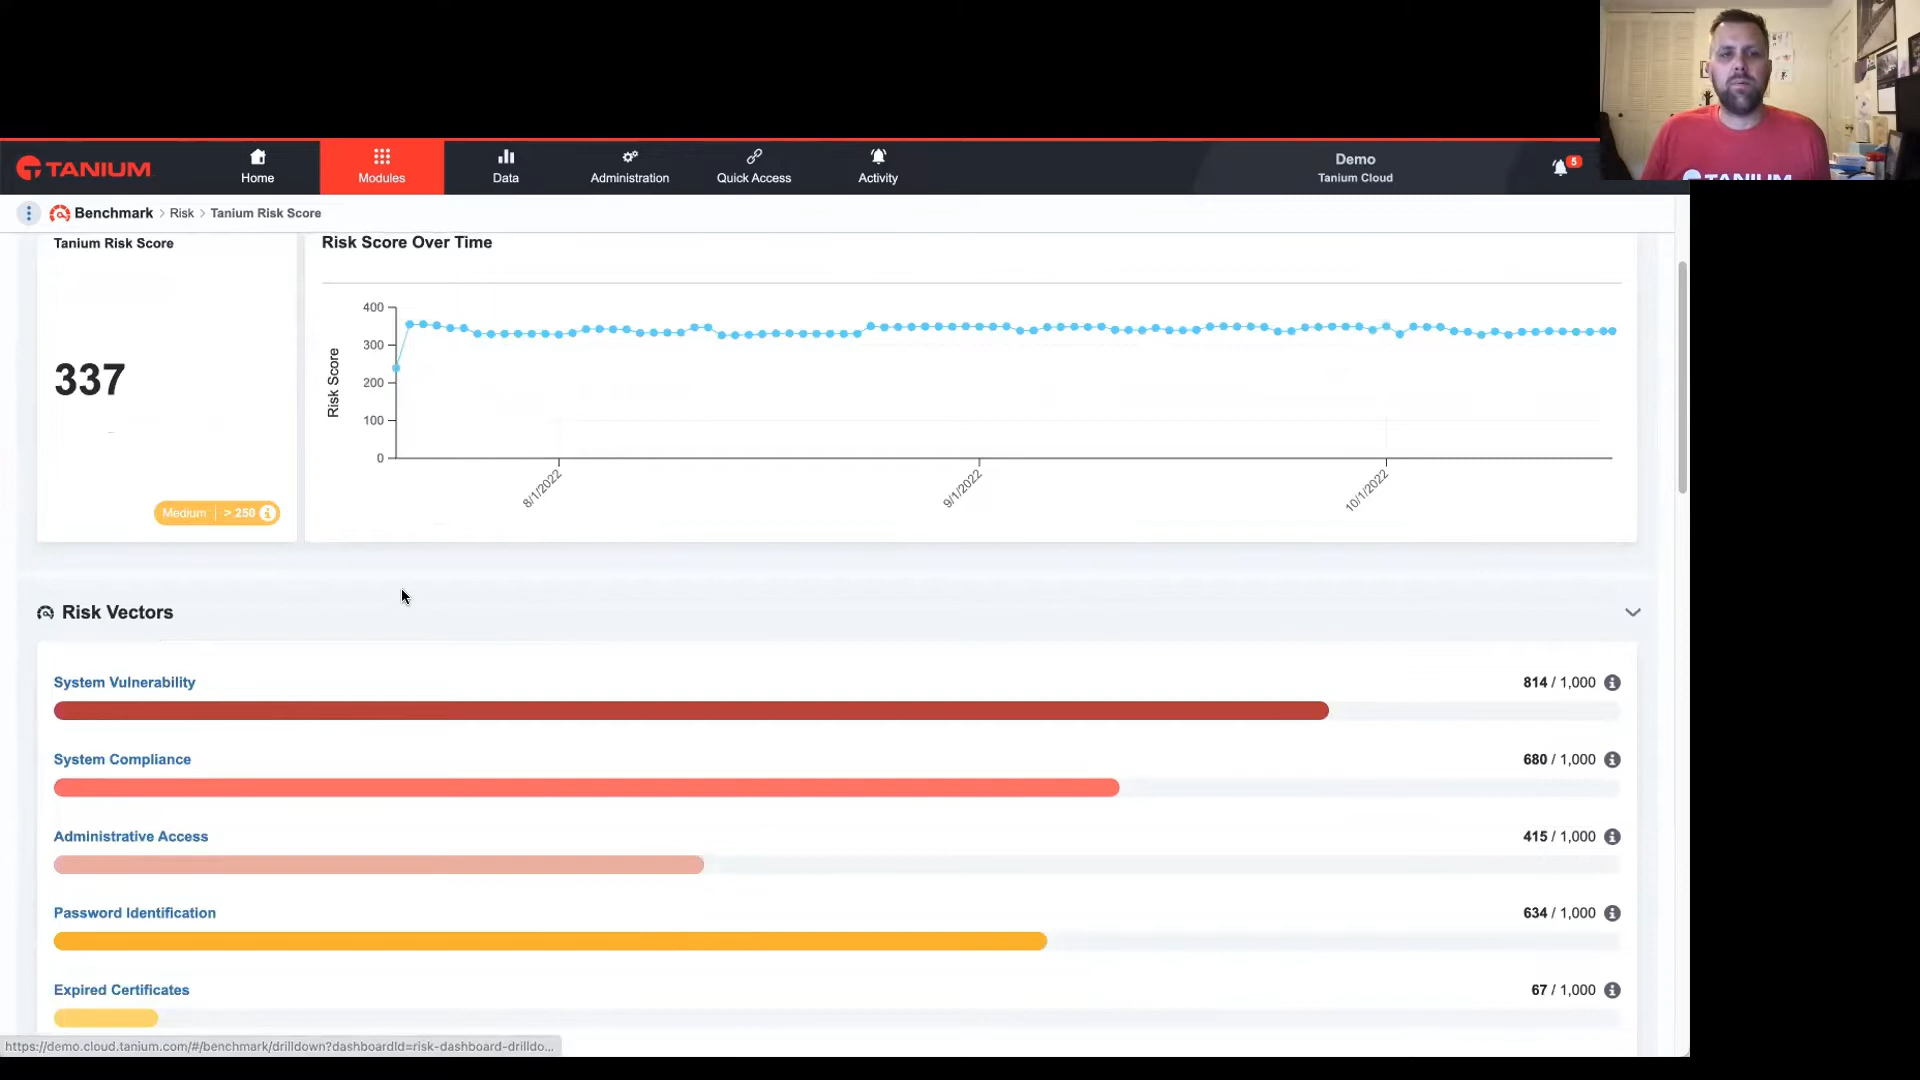 TANIUM
Home
Modules
Data
Administration
Quick Access
Activity
Demo
Tanium Cloud
5
TANIUM
Benchmark > Risk > Tanium Risk Score
Tanium Risk Score
337
Medium > 250
Risk Score Over Time
Risk Score
400
300
200
100
0
8/1/2022
9/1/2022
10/1/2022
Risk Vectors
System Vulnerability
814 / 1,000
System Compliance
680 / 1,000
Administrative Access
415 / 1,000
Password Identification
634 / 1,000
Expired Certificates
67 / 1,000
https://demo.cloud.tanium.com/#/benchmark/drilldown?dashboardId=risk-dashboard-drilldo...